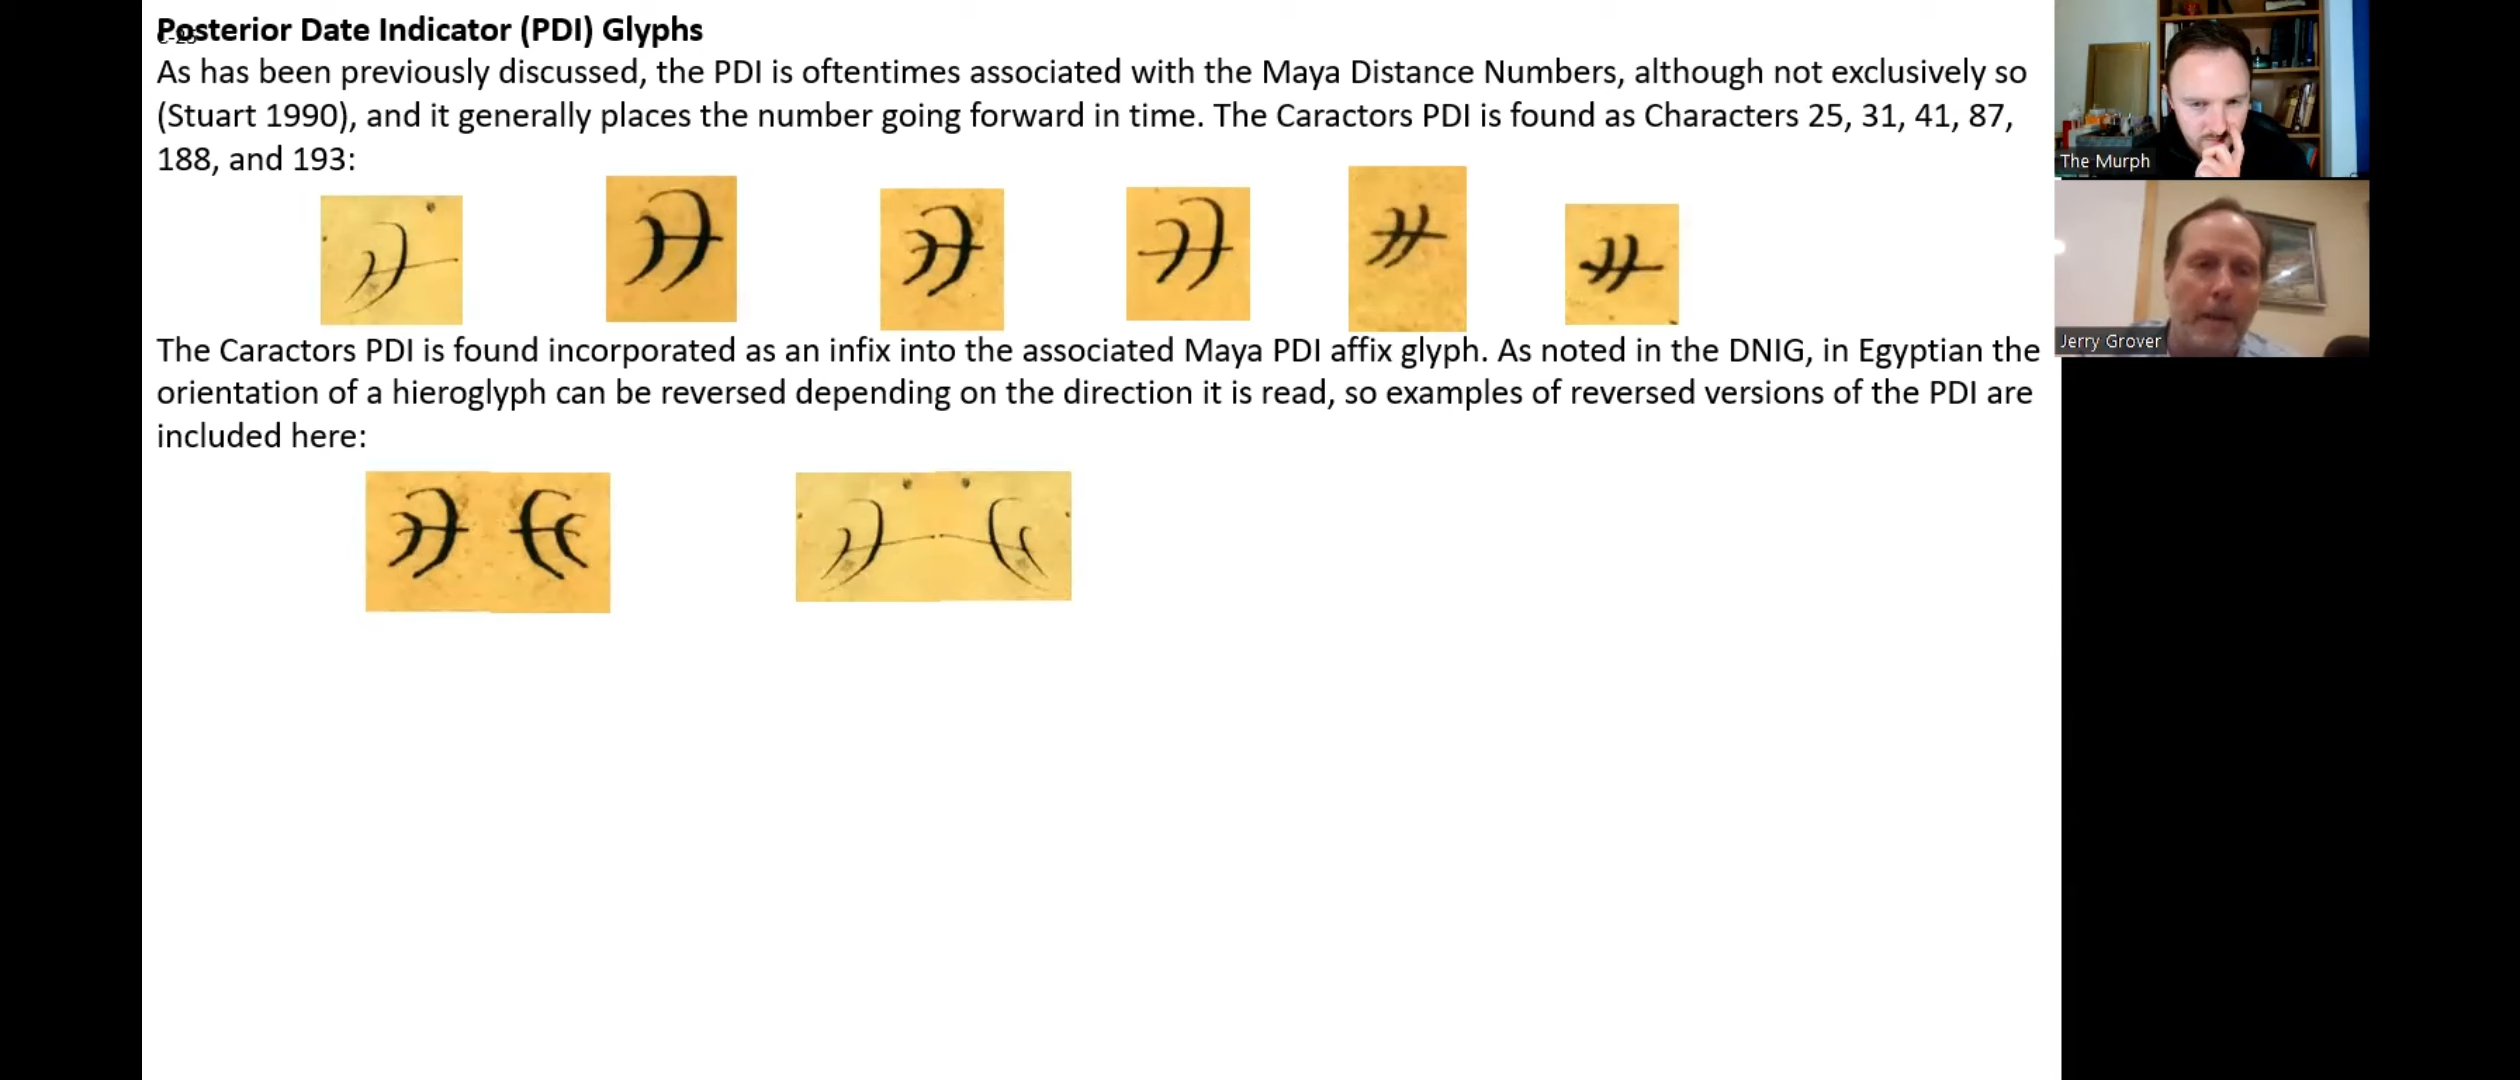 Posterior Date Indicator (PDI) Glyphs
As has been previously discussed, the PDI is oftentimes associated with the Maya Distance Numbers, although not exclusively so
(Stuart 1990), and it generally places the number going forward in time. The Caractors PDI is found as Characters 25, 31, 41, 87,
188, and 193:
The Caractors PDI is found incorporated as an infix into the associated Maya PDI affix glyph. As noted in the DNIG, in Egyptian the
orientation of a hieroglyph can be reversed depending on the direction it is read, so examples of reversed versions of the PDI are
included here:
The Murph
Jerry Grover